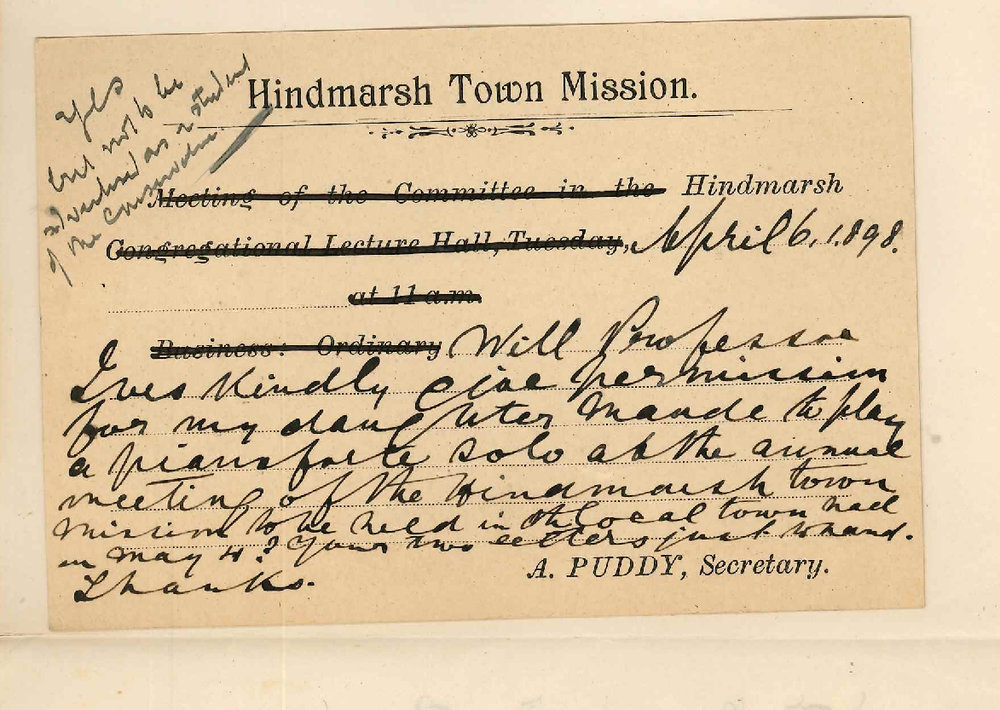 Yes
but not to be
advertised as a student
of the Conservatm.
Hindmarsh Town Mission.
Meeting of the Committee in the Hindmarsh
Congregational Lecture Hall, Tuesday, April 6, 1898.
at 11 a.m.
Business: Ordinary Will Professor
Ives Kindly give permission
for my daughter Maude to play
a pianoforte solo at the annual
meeting of the Hindmarsh town
Mission to be held in the local town hall
on May 4? Your two letters just to hand.
Thanks.
A. PUDDY, Secretary.